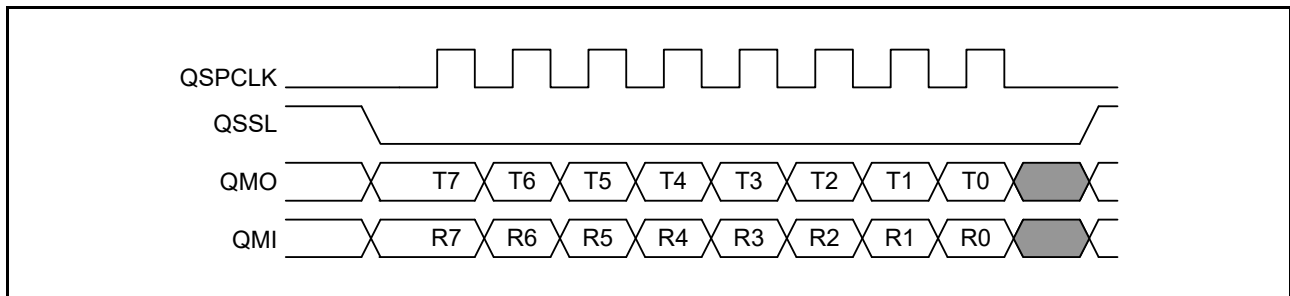 QSPCLK
QSSL
QMO T7 T6 T5 T4 T3 T2 T1 T0
QMI R7 R6 R5 R4 R3 R2 R1 R0